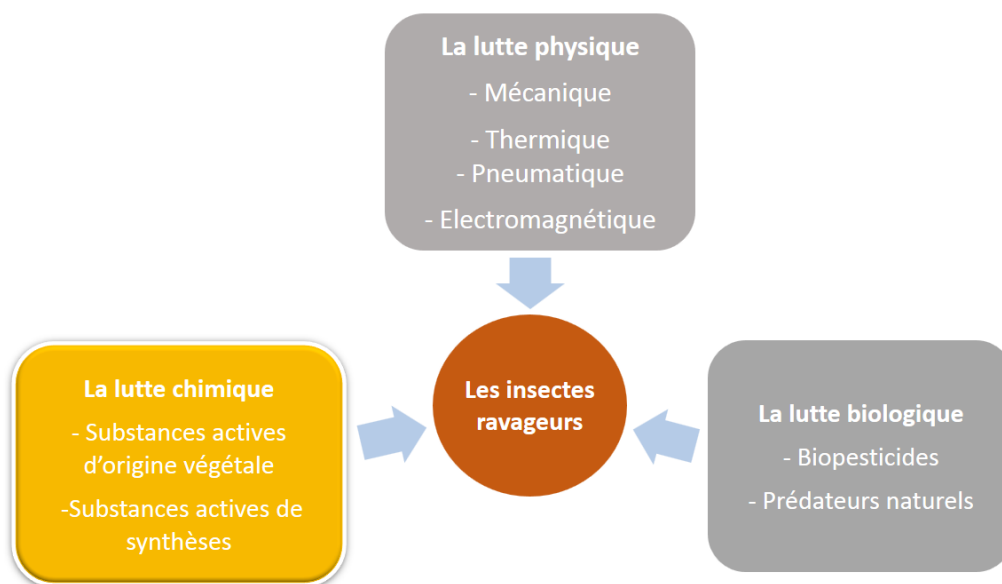 La lutte physique
- Mécanique
- Thermique
- Pneumatique
- Electromagnétique
La lutte chimique
- Substances actives
d’origine végétale
-Substances actives de
synthèses
Les insectes
ravageurs
La lutte biologique
- Biopesticides
- Prédateurs naturels